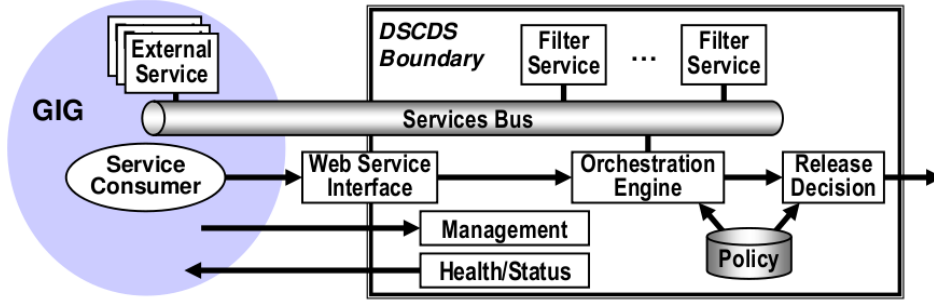 DSCDS
Boundary
External
Service
Filter
Service
...
Filter
Service
GIG
Services Bus
Service
Consumer
Web Service
Interface
Orchestration
Engine
Release
Decision
Management
Health/Status
Policy